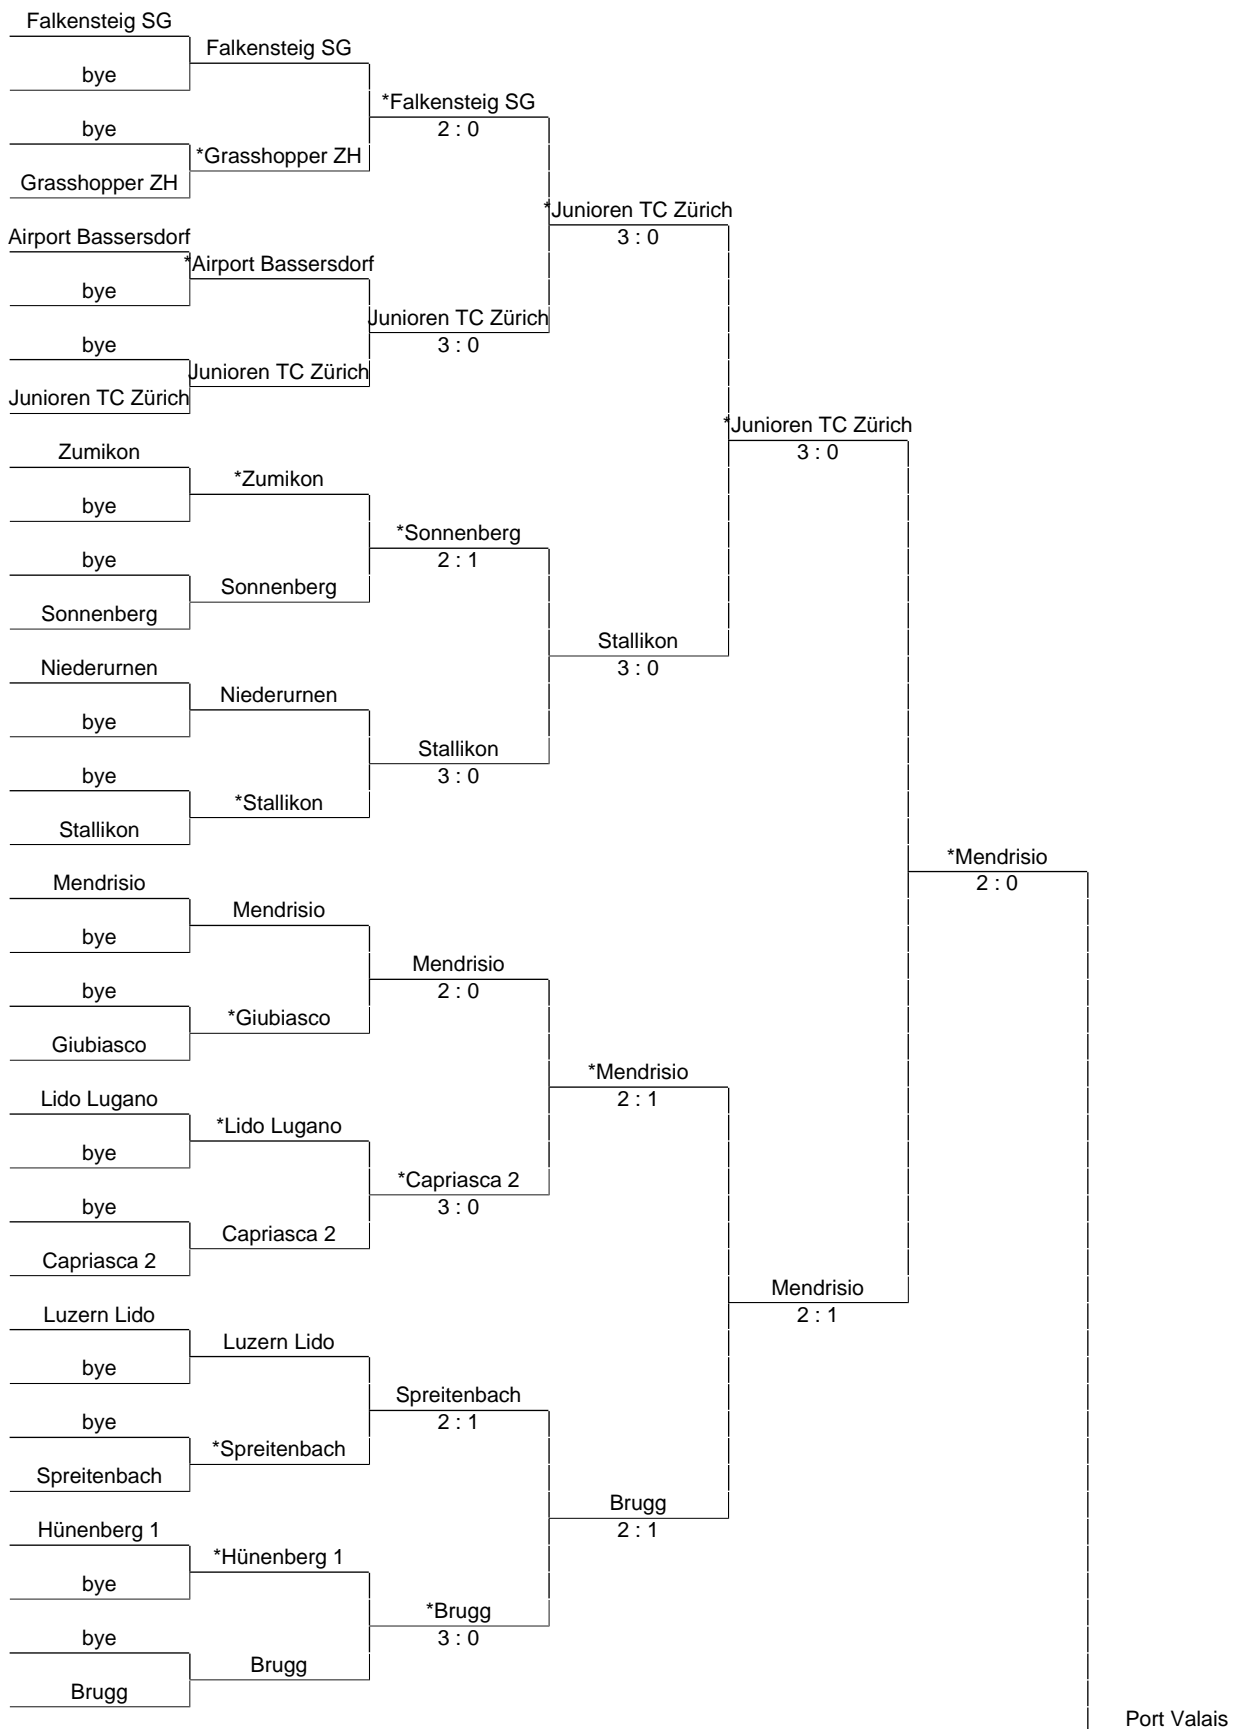 Falkensteig SG
Falkensteig SG
bye
*Falkensteig SG
2 : 0
bye
*Grasshopper ZH
Grasshopper ZH
*Junioren TC Zürich
3 : 0
Airport Bassersdorf
*Airport Bassersdorf
bye
Junioren TC Zürich
3 : 0
bye
Junioren TC Zürich
Junioren TC Zürich
*Junioren TC Zürich
3 : 0
Zumikon
*Zumikon
bye
*Sonnenberg
2 : 1
bye
Sonnenberg
Sonnenberg
Stallikon
3 : 0
Niederurnen
Niederurnen
bye
Stallikon
3 : 0
bye
*Stallikon
Stallikon
*Mendrisio
2 : 0
Mendrisio
Mendrisio
bye
Mendrisio
2 : 0
bye
*Giubiasco
Giubiasco
*Mendrisio
2 : 1
Lido Lugano
*Lido Lugano
bye
*Capriasca 2
3 : 0
bye
Capriasca 2
Capriasca 2
Mendrisio
2 : 1
Luzern Lido
Luzern Lido
bye
Spreitenbach
2 : 1
bye
*Spreitenbach
Spreitenbach
Brugg
2 : 1
Hünenberg 1
*Hünenberg 1
bye
*Brugg
3 : 0
bye
Brugg
Brugg
Port Valais